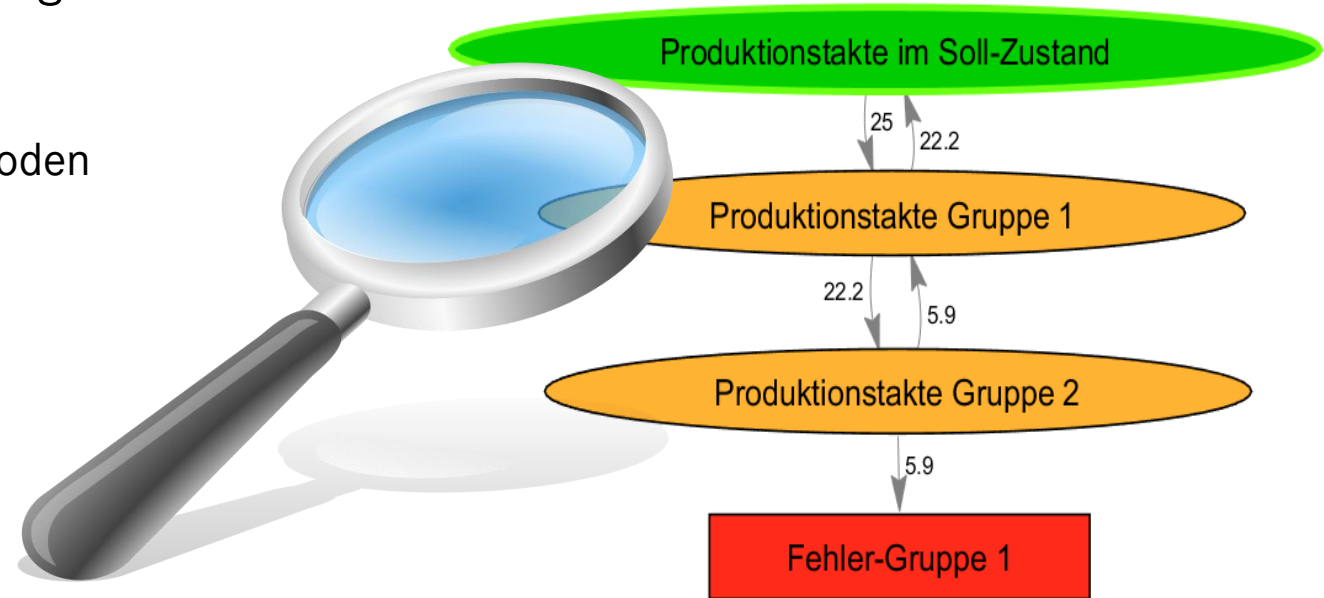 g
Produktionstakte im Soll-Zustand
25
22.2
oden
Produktionstakte Gruppe 1
22.2
5.9
Produktionstakte Gruppe 2
5.9
Fehler-Gruppe 1